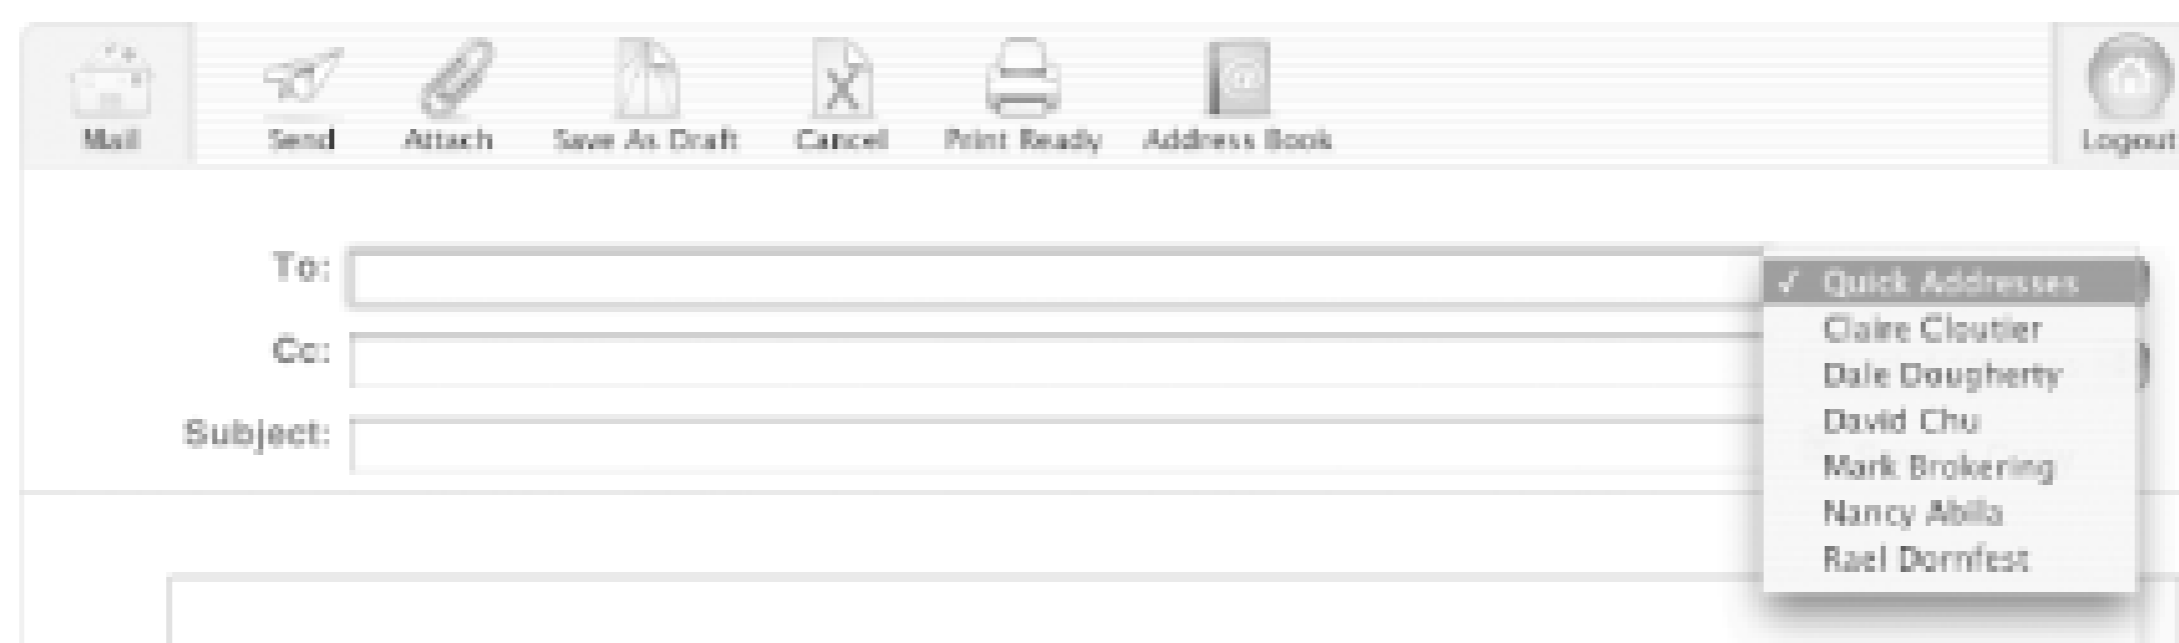 Mail Send Attach Save As Draft Cancel Print Ready Address Book Logout
To:
✓ Quick Addresses
Claire Cloutier
Cc:
Dale Dougherty
David Chu
Subject:
Mark Brokering
Nancy Abila
Rael Dornfest